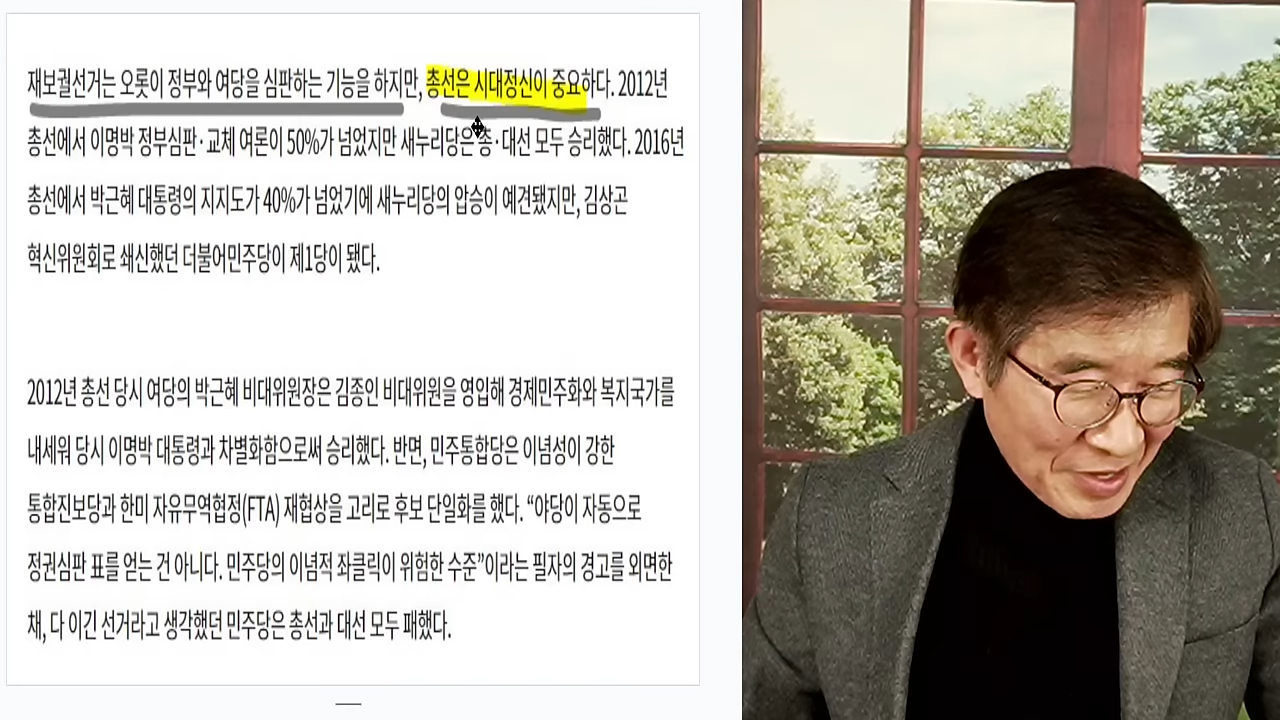 재보궐선거는 오롯이 정부와 여당을 심판하는 기능을 하지만, 총선은 시대정신이 중요하다. 2012년
총선에서 이명박 정부심판·교체 여론이 50%가 넘었지만 새누리당은 총·대선 모두 승리했다. 2016년
총선에서 박근혜 대통령의 지지도가 40%가 넘었기에 새누리당의 압승이 예견됐지만, 김상곤
혁신위원회로 쇄신했던 더불어민주당이 제1당이 됐다.
2012년 총선 당시 여당의 박근혜 비대위원장은 김종인 비대위원을 영입해 경제민주화와 복지국가를
내세워 당시 이명박 대통령과 차별화함으로써 승리했다. 반면, 민주통합당은 이념성이 강한
통합진보당과 한미 자유무역협정(FTA) 재협상을 고리로 후보 단일화를 했다. “야당이 자동으로
정권심판 표를 얻는 건 아니다. 민주당의 이념적 좌클릭이 위험한 수준”이라는 필자의 경고를 외면한
채, 다 이긴 선거라고 생각했던 민주당은 총선과 대선 모두 패했다.